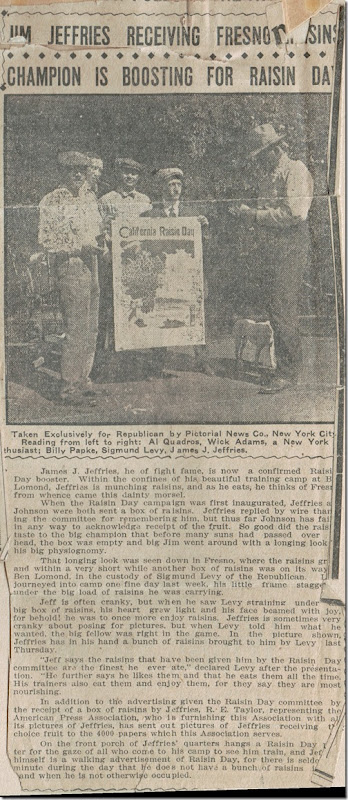 JIM JEFFRIES RECEIVING FRESNO
CHAMPION IS BOOSTING FOR RAISIN DA
California Raisin Day
Taken Exclusively for Republican by Pictorial News Co., New York City
Reading from left to right: Al Quadros, Wick Adams, a New York
thusiast; Billy Papke, Sigmund Levy, James J. Jeffries.
James J. Jeffries, he of fight fame, is now a confirmed Raisi
Day booster. Within the confines of his beautiful training camp at B
Lomond, Jeffries is munching raisins, and as he eats, he thinks of Fres
from whence came this dainty morsel.
When the Raisin Day campaign was first inaugurated, Jeffries a
Johnson were both sent a box of raisins. Jeffries replied by wire than
ing the committee for remembering him, but thus far Johnson has fai
in any way to acknowledge receipt of the fruit. So good did the rais
taste to the big champion that before many suns had passed over
head, the box was empty and big Jim went around with a longing look
his big physiognomy.
That longing look was seen down in Fresno, where the raisins gr
and within a very short while another box of raisins was on its way
Ben Lomond, in the custody of Sigmund Levy of the Republican.
journeyed into camp one fine day last week, his little frame stagge
under the big load of raisins he was carrying.
Jeff is often cranky, but when he saw Levy straining under
big box of raisins, his heart grew light and his face beamed with joy,
for behold! he was to once more enjoy raisins. Jeffries is sometimes very
cranky about posing for pictures, but when Levy told him what he
wanted, the big fellow was right in the game. In the picture shown,
Jeffries has in his hand a bunch of raisins brought to him by Levy last
Thursday.
"Jeff says the raisins that have been given him by the Raisin Day
committee are the finest he ever ate," declared Levy after the presenta-
tion. "He further says he likes them and that he eats them all the time.
His trainers also eat them and enjoy them, for they say they are most
nourishing.
In addition to this advertising given the Raisin Day committee by
the receipt of a box of raisins by Jeffries, R. E. Taylor, representing the
American Press Association, who is furnishing this Association with a
its pictures of Jeffries, has sent out pictures of Jeffries receiving t
choice fruit to the 4000 papers which this Association serves.
On the front porch of Jeffries' quarters hangs a Raisin Day
ter for the gaze of all who come to his camp to see him train, and Jef
himself is a walking advertisement of Raisin Day, for there is seldo
minute during the day that he does not have a bunch of raisins
and when he is not otherwise occupied.